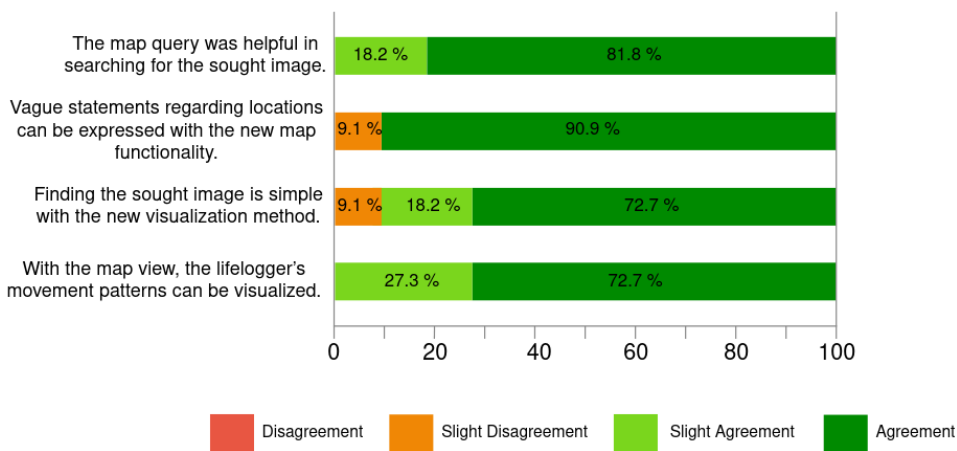 The map query was helpful in
searching for the sought image.
18.2 %
81.8 %
Vague statements regarding locations
can be expressed with the new map
functionality.
9.1 %
90.9 %
Finding the sought image is simple
with the new visualization method.
9.1 %
18.2 %
72.7 %
With the map view, the lifelogger's
movement patterns can be visualized.
27.3 %
72.7 %
0 20 40 60 80 100
Disagreement Slight Disagreement Slight Agreement Agreement